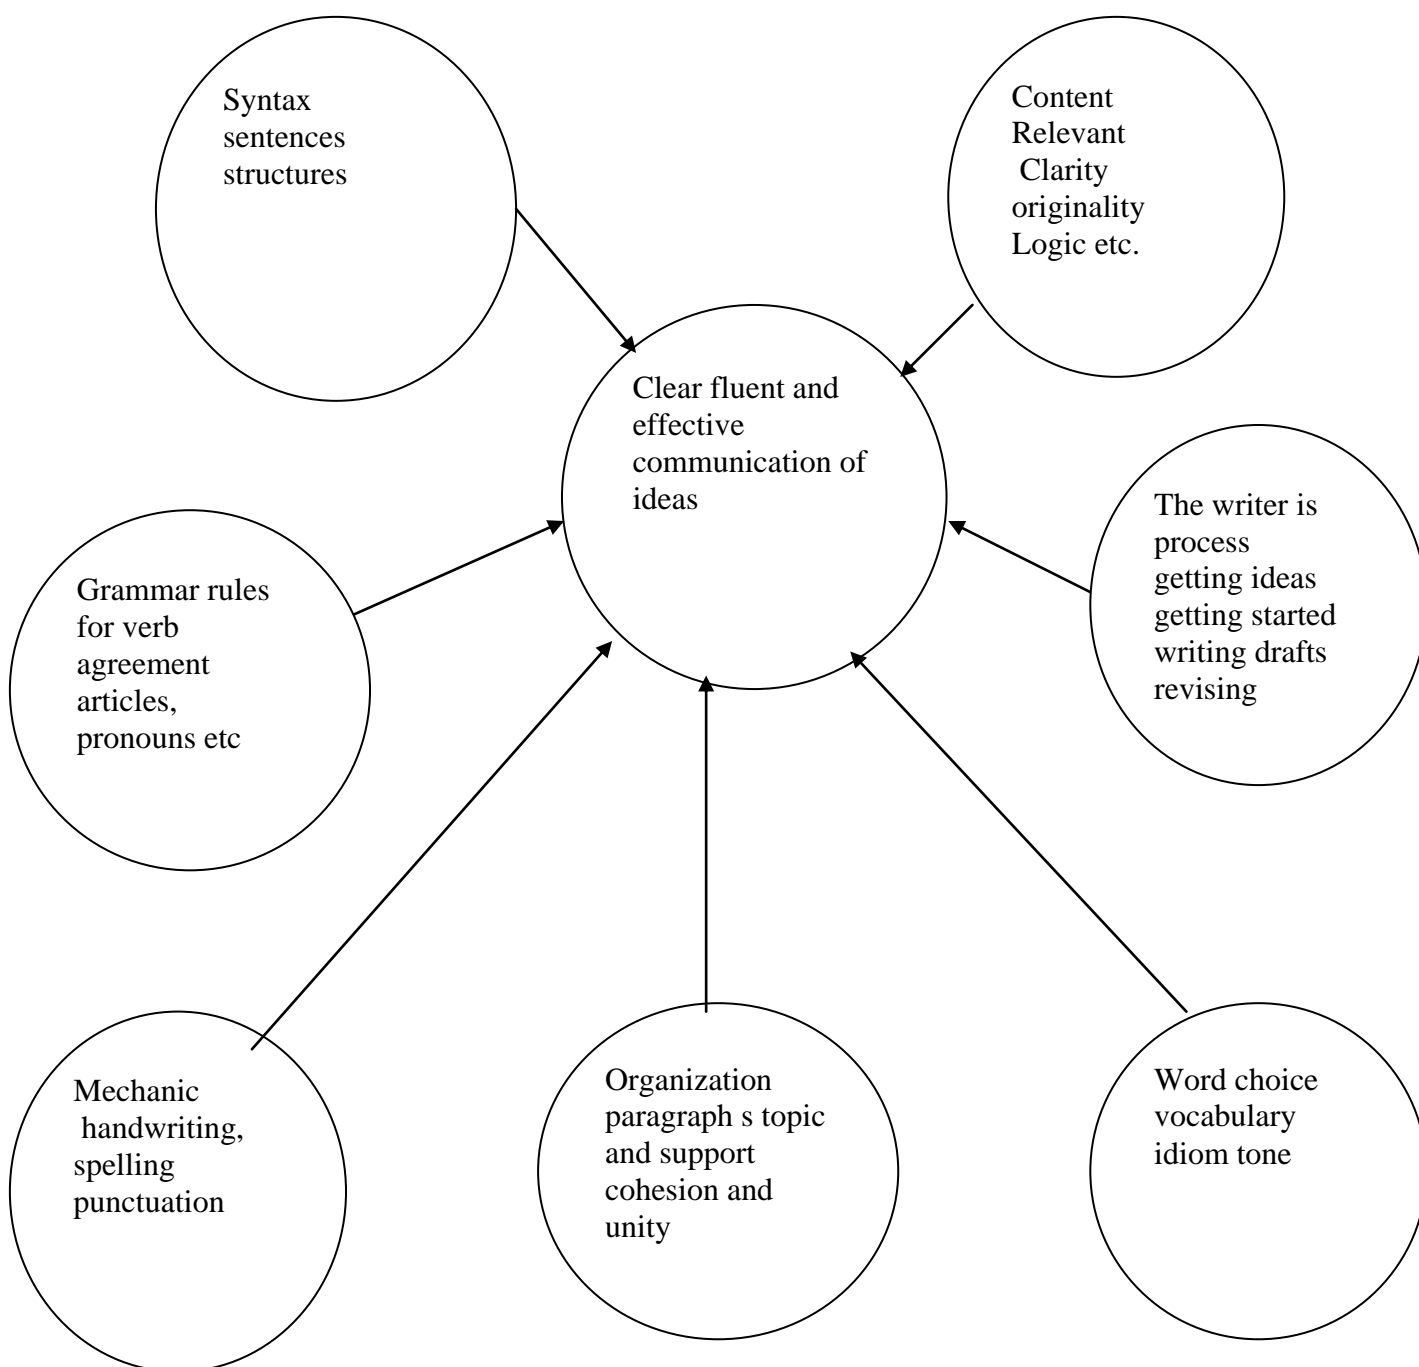 Syntax
sentences
structures
Content
Relevant
Clarity
originality
Logic etc.
Clear fluent and
effective
communication of
ideas
The writer is
process
getting ideas
getting started
writing drafts
revising
Grammar rules
for verb
agreement
articles,
pronouns etc
Mechanic
handwriting,
spelling
punctuation
Organization
paragraph s topic
and support
cohesion and
unity
Word choice
vocabulary
idiom tone